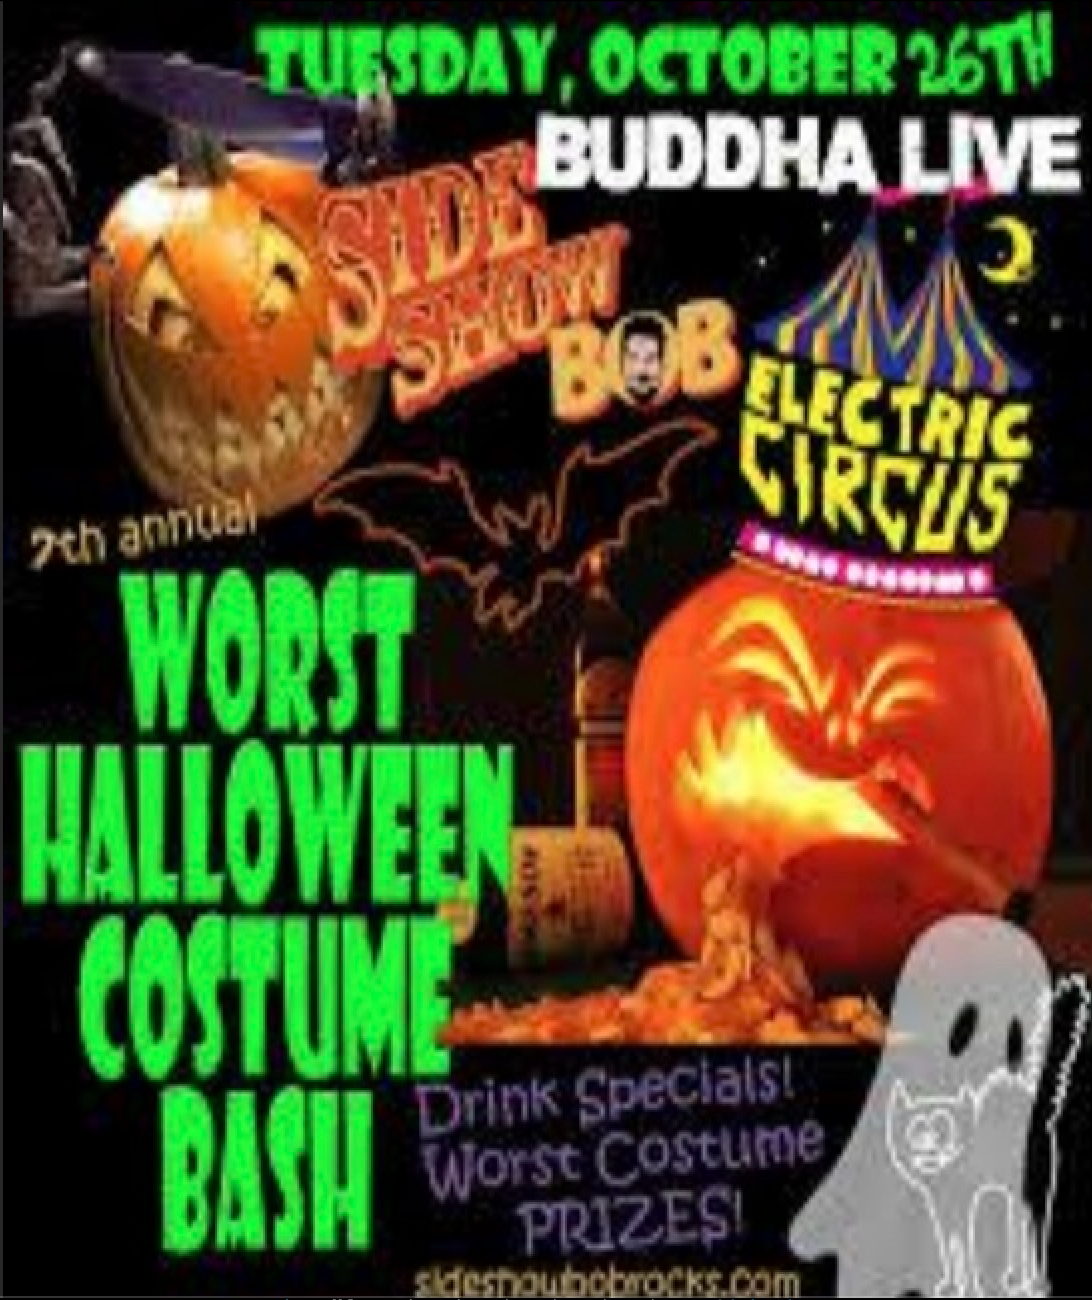 TUESDAY, OCTOBER 26TH
BUDDHA LIVE
SIDE
SHOW
BOB
ELECTRIC
CIRCUS
annual
WORST
HALLOWEEN
COSTUME
BASH
Drink Specials!
Worst Costume
PRIZES!
sideshowbobrocks.com